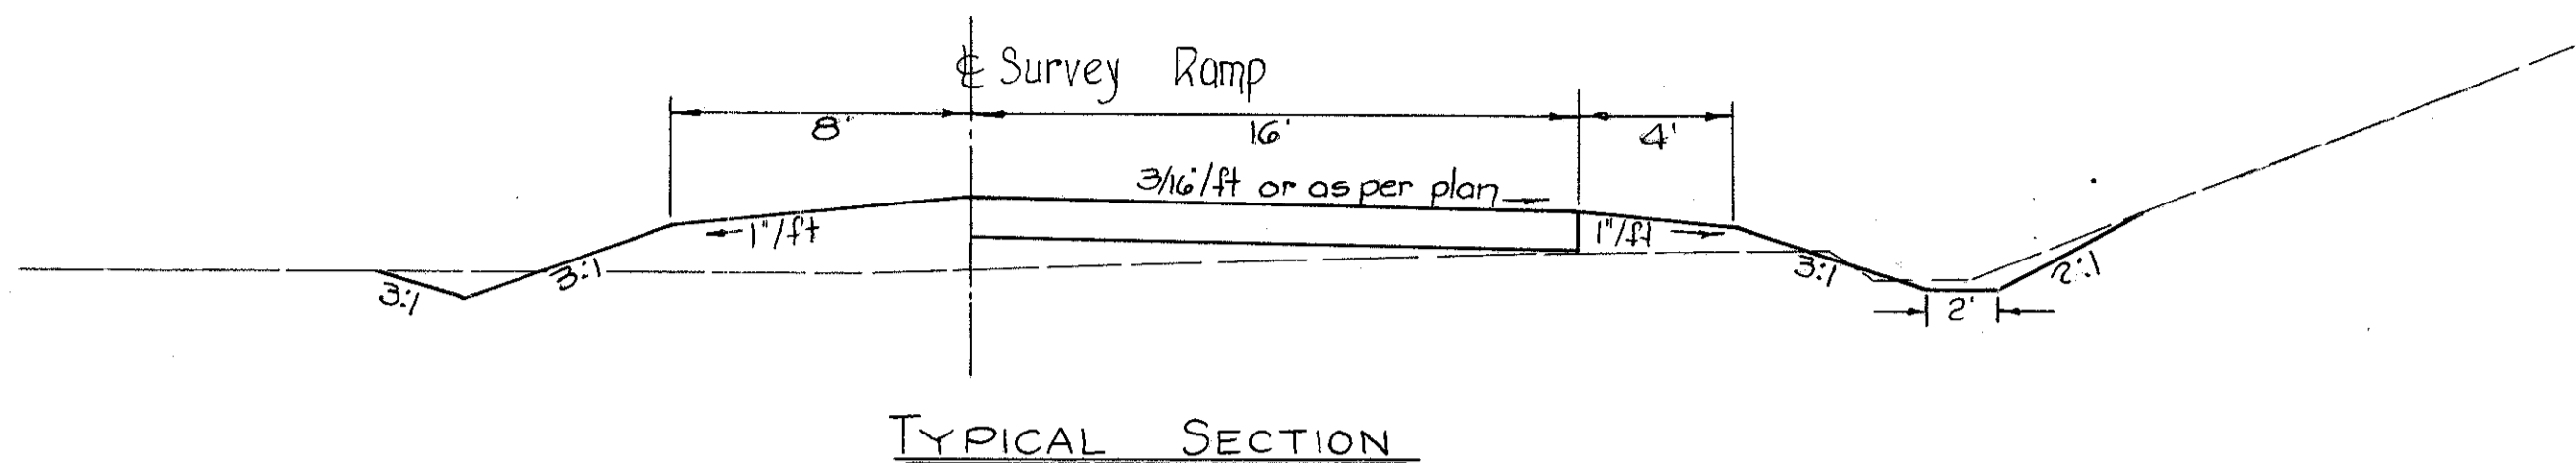 ℄ Survey Ramp
8'
16'
4'
3/16"/ft or as per plan
1"/ft
1"/ft
3:1
3:1
3:1
2:1
2'
TYPICAL SECTION